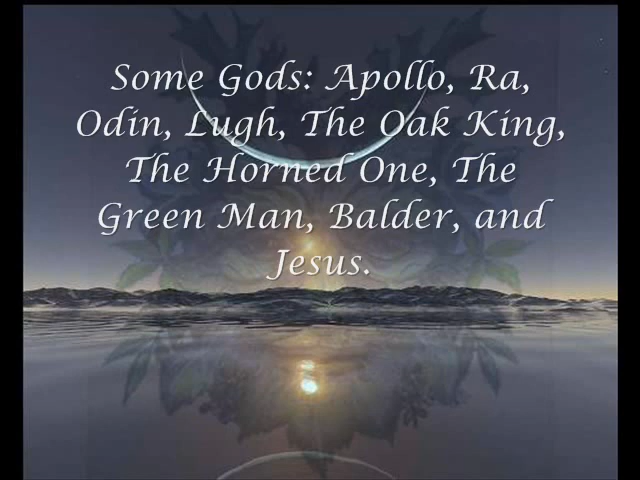 Some Gods: Apollo, Ra,
Odin, Lugh, The Oak King,
The Horned One, The
Green Man, Balder, and
Jesus.